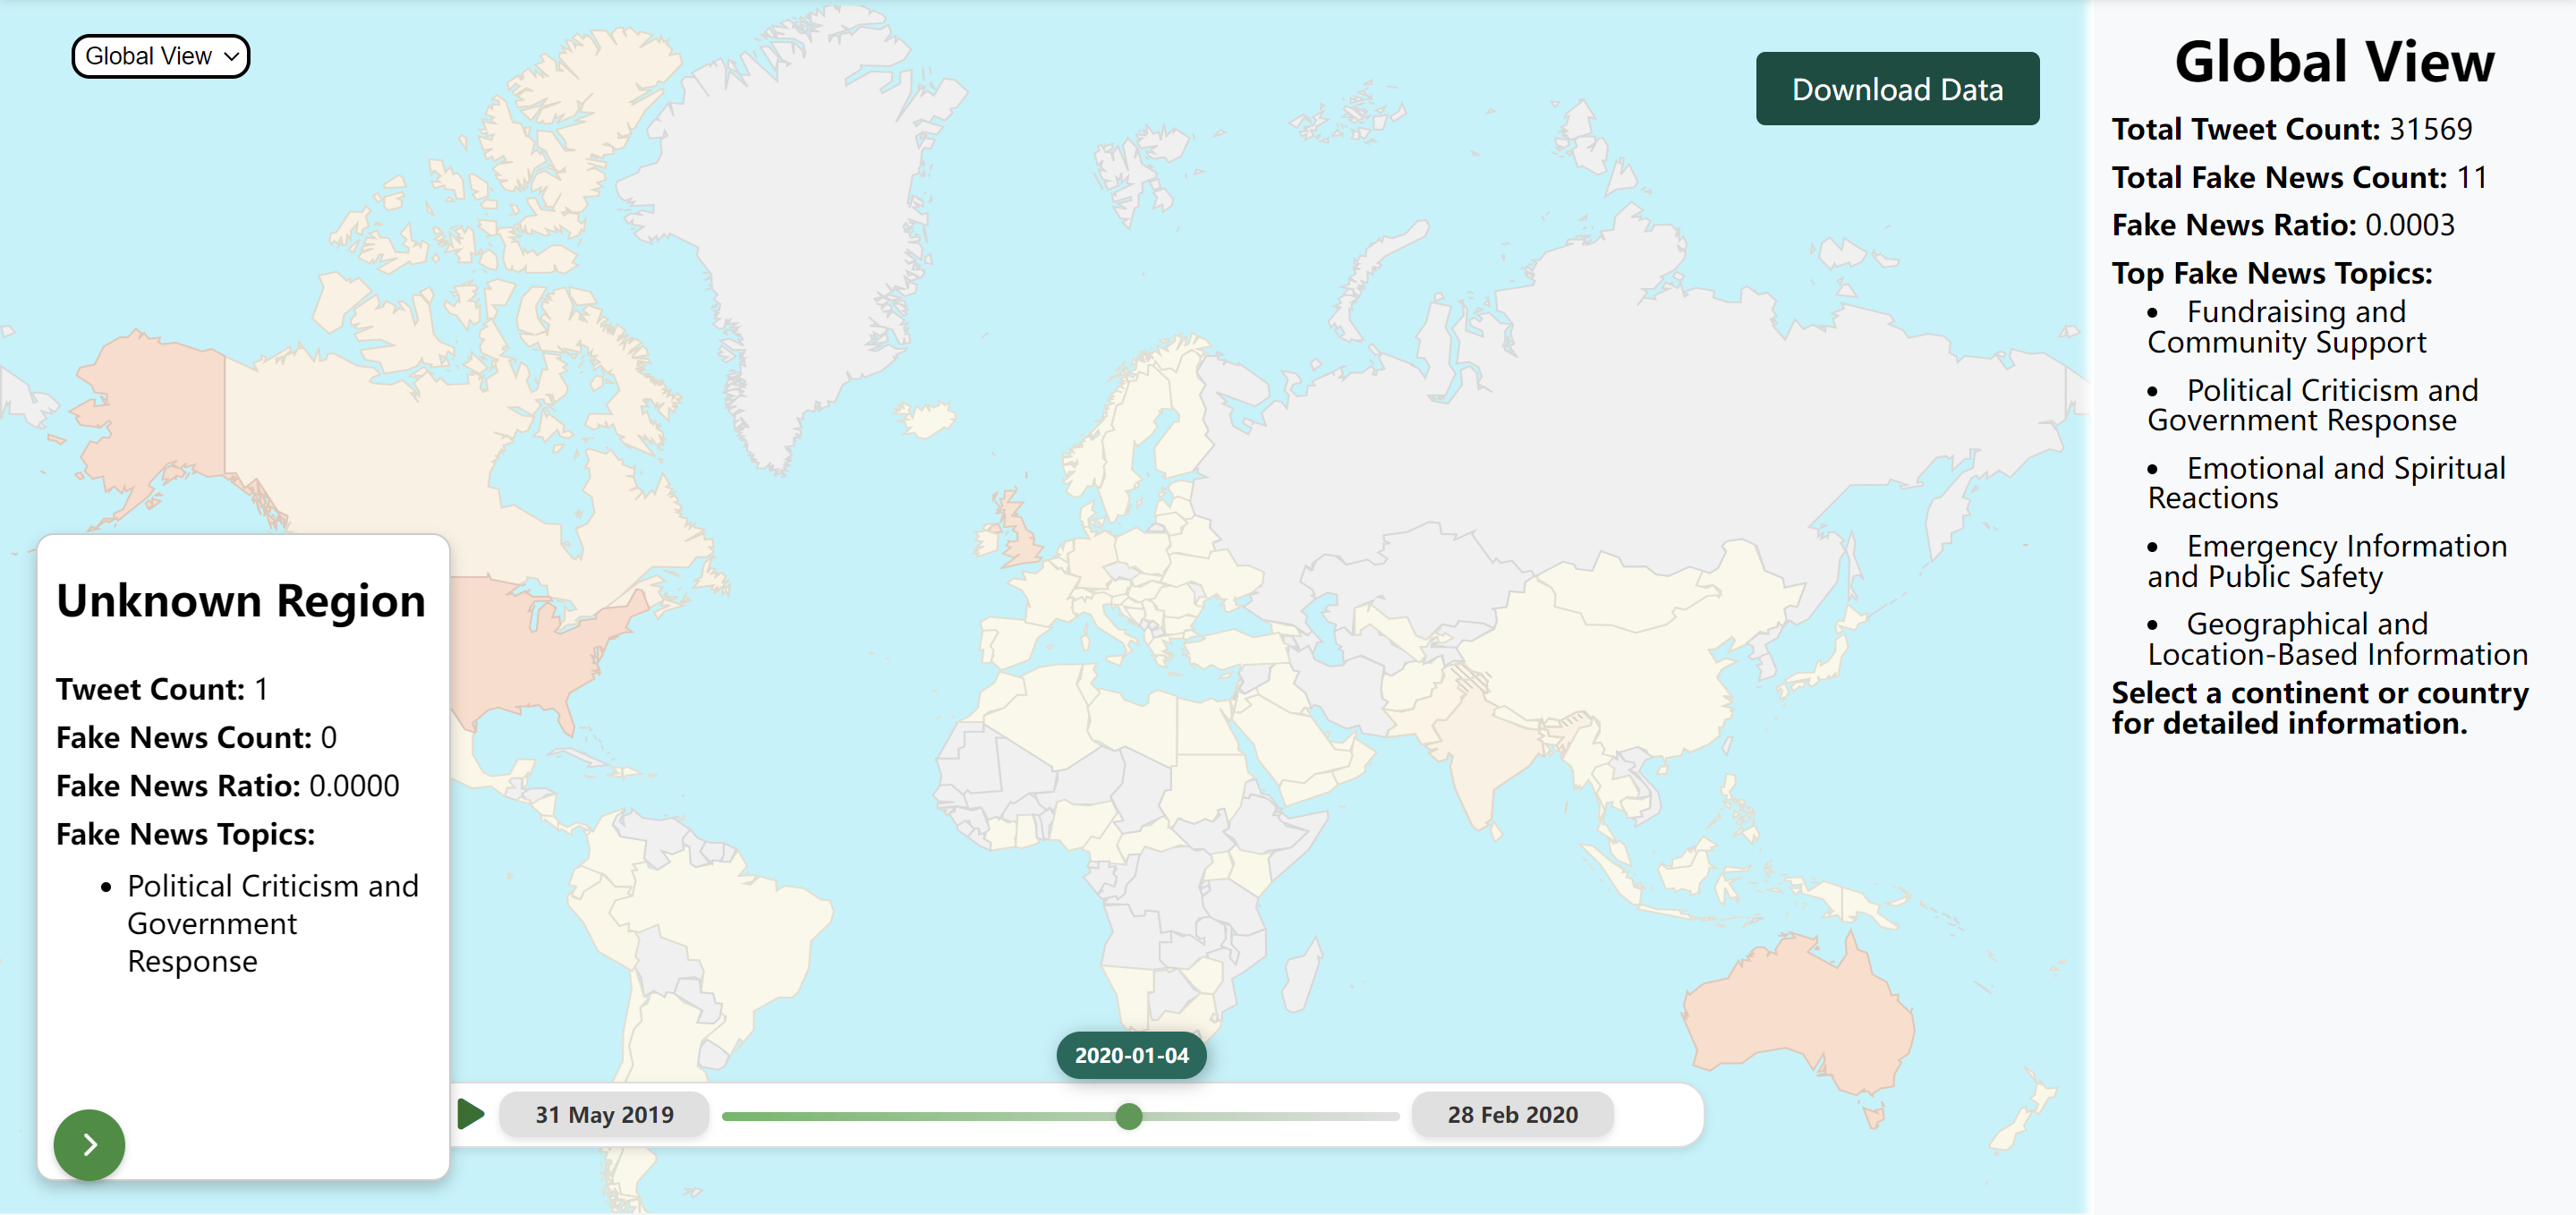 Global View
Download Data
Unknown Region
Tweet Count: 1
Fake News Count: 0
Fake News Ratio: 0.0000
Fake News Topics:
• Political Criticism and
Government
Response
2020-01-04
31 May 2019
28 Feb 2020
Global View
Total Tweet Count: 31569
Total Fake News Count: 11
Fake News Ratio: 0.0003
Top Fake News Topics:
• Fundraising and
Community Support
• Political Criticism and
Government Response
• Emotional and Spiritual
Reactions
• Emergency Information
and Public Safety
• Geographical and
Location-Based Information
Select a continent or country
for detailed information.